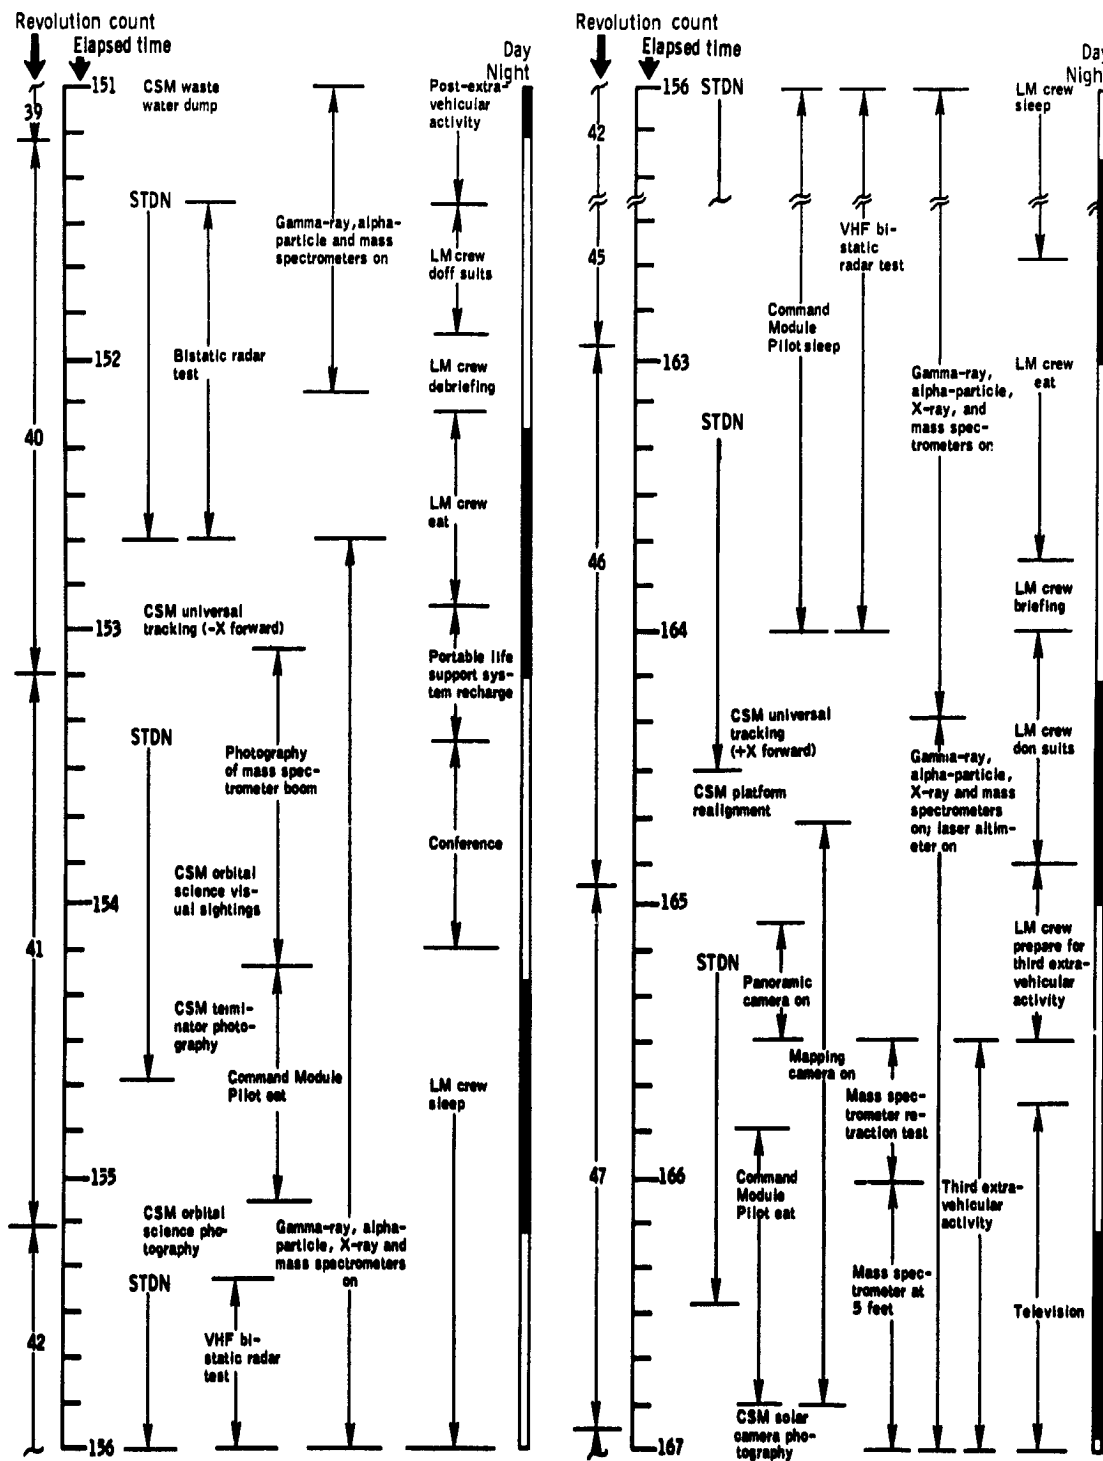 Revolution count
Elapsed time
Day
Night
151
39
CSM waste
water dump
Post-extra-
vehicular
activity
STDN
Gamma-ray, alpha-
particle and mass
spectrometers on
LM crew
doff suits
152
Bistatic radar
test
LM crew
debriefing
40
LM crew
eat
153
CSM universal
tracking (-X forward)
Portable life
support sys-
tem recharge
STDN
Photography
of mass spec-
trometer boom
Conference
CSM orbital
science vis-
ual sightings
154
41
CSM termi-
nator photo-
graphy
Command Module
Pilot eat
LM crew
sleep
155
CSM orbital
science pho-
tography
Gamma-ray, alpha-
particle, X-ray and
mass spectrometers
on
STDN
42
VHF bi-
static radar
test
156
Revolution count
Elapsed time
Day
Night
156
STDN
LM crew
sleep
42
VHF bi-
static
radar test
45
Command
Module
Pilot sleep
163
Gamma-ray,
alpha-particle,
X-ray, and
mass spec-
trometers on
LM crew
eat
STDN
46
LM crew
briefing
164
CSM universal
tracking
(+X forward)
LM crew
don suits
Gamma-ray,
alpha-particle,
X-ray and mass
spectrometers
on; laser altim-
eter on
CSM platform
realignment
165
LM crew
prepare for
third extra-
vehicular
activity
STDN
Panoramic
camera on
Mapping
camera on
Mass spec-
trometer re-
traction test
166
47
Command
Module
Pilot eat
Third extra-
vehicular
activity
Mass spec-
trometer at
5 feet
Television
CSM solar
camera pho-
tography
167